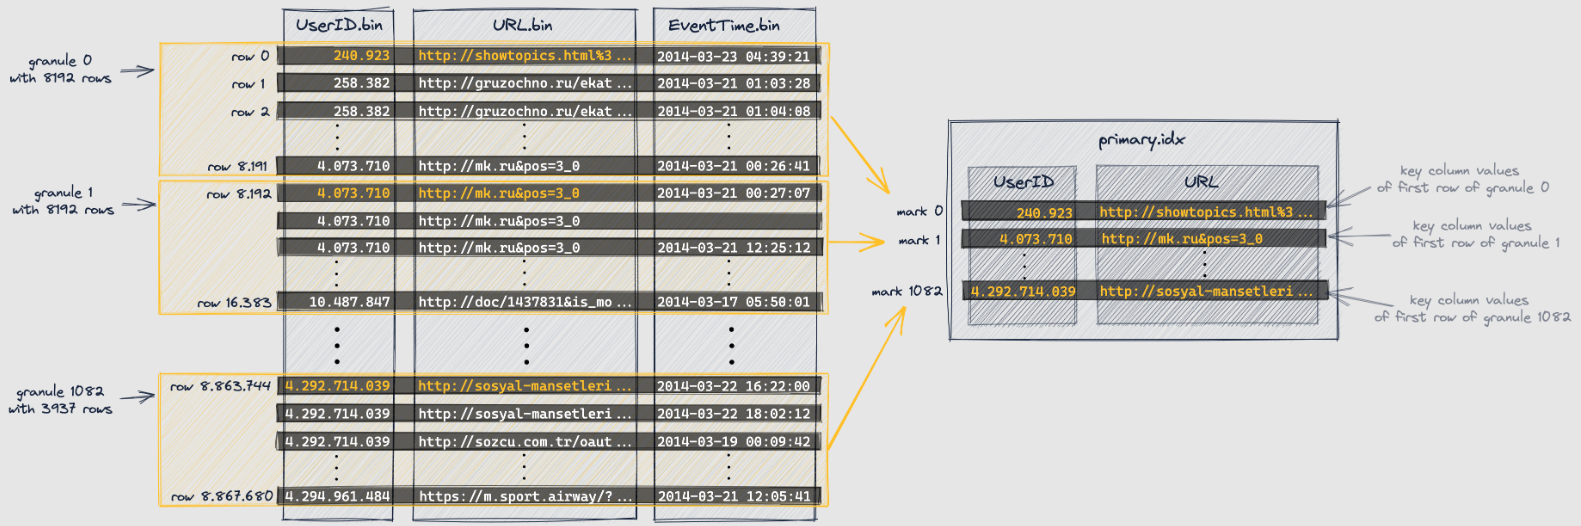 UserID.bin URL.bin EventTime.bin
granule 0
with 8192 rows
row 0 240.923 http://showtopics.html%3 ... 2014-03-23 04:39:21
row 1 258.382 http://gruzochno.ru/ekat ... 2014-03-21 01:03:28
row 2 258.382 http://gruzochno.ru/ekat ... 2014-03-21 01:04:08
row 8.191 4.073.710 http://mk.ru&pos=3_0 2014-03-21 00:26:41
granule 1
with 8192 rows
row 8.192 4.073.710 http://mk.ru&pos=3_0 2014-03-21 00:27:07
4.073.710 http://mk.ru&pos=3_0
4.073.710 http://mk.ru&pos=3_0 2014-03-21 12:25:12
row 16.383 10.487.847 http://doc/1437831&is_mo ... 2014-03-17 05:50:01
granule 1082
with 3937 rows
row 8.863.744 4.292.714.039 http://sosyal-mansetleri ... 2014-03-22 16:22:00
4.292.714.039 http://sosyal-mansetleri ... 2014-03-22 18:02:12
4.292.714.039 http://sozcu.com.tr/oaut ... 2014-03-19 00:09:42
row 8.867.680 4.294.961.484 https://m.sport.airway/? ... 2014-03-21 12:05:41
primary.idx
UserID URL
mark 0 240.923 http://showtopics.html%3 ...
mark 1 4.073.710 http://mk.ru&pos=3_0
mark 1082 4.292.714.039 http://sosyal-mansetleri ...
key column values
of first row of granule 0
key column values
of first row of granule 1
key column values
of first row of granule 1082